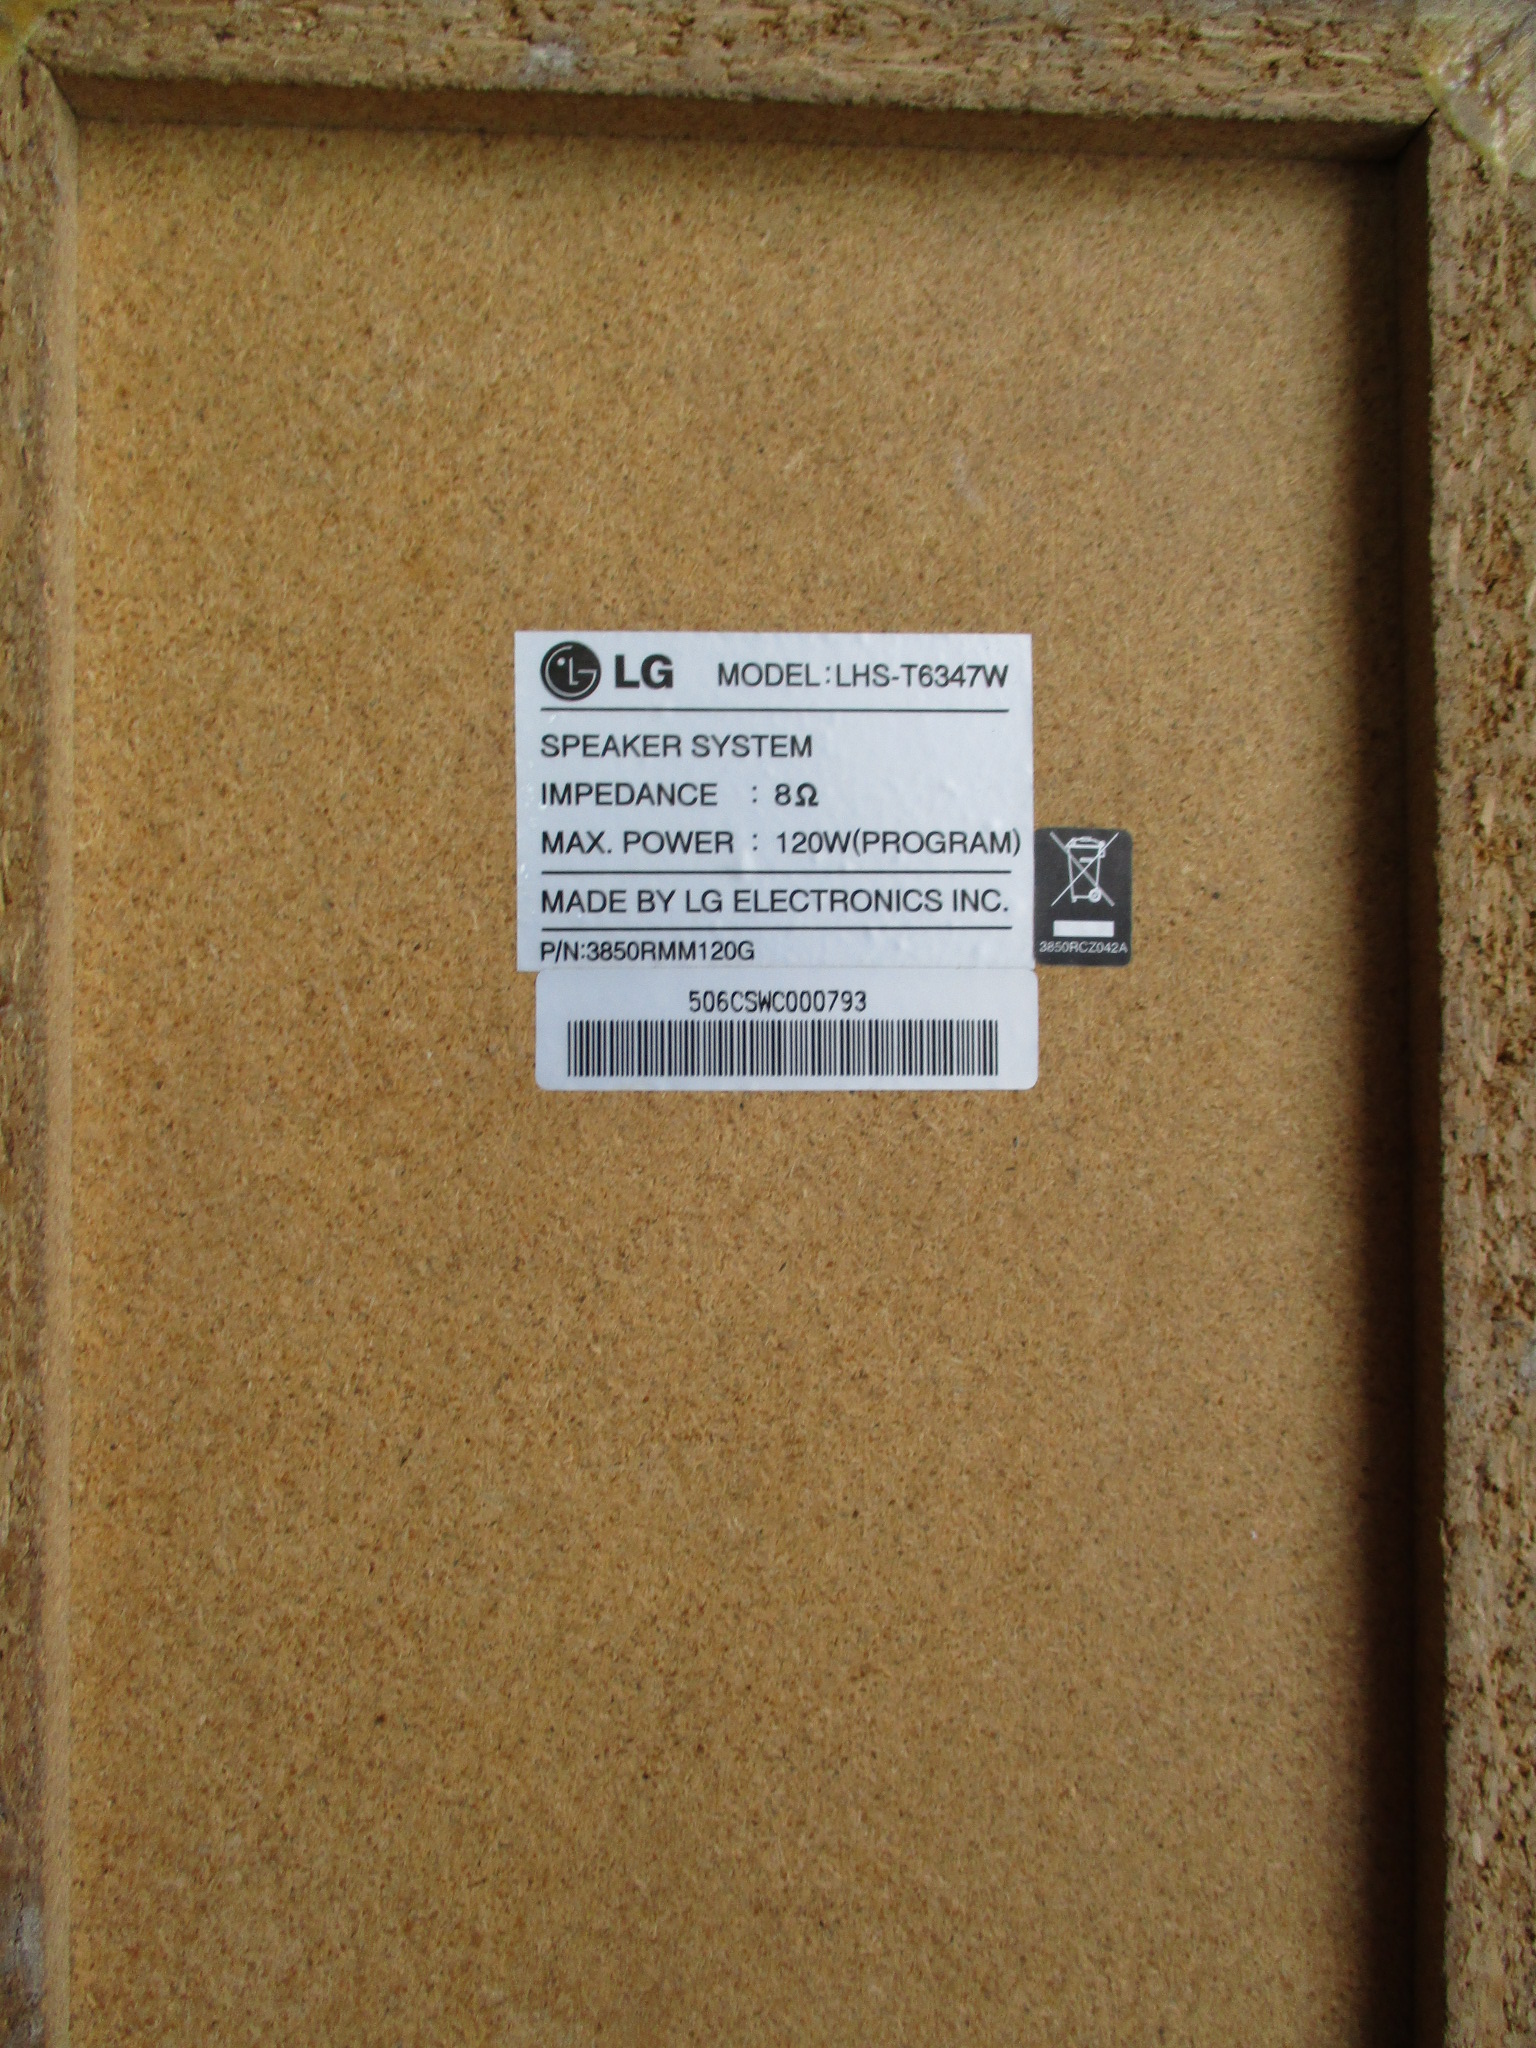 LG MODEL:LHS-T6347W
SPEAKER SYSTEM
IMPEDANCE : 8Ω
MAX. POWER : 120W(PROGRAM)
MADE BY LG ELECTRONICS INC.
P/N:3850RMM120G
3850RCZ042A
506CSWC000793